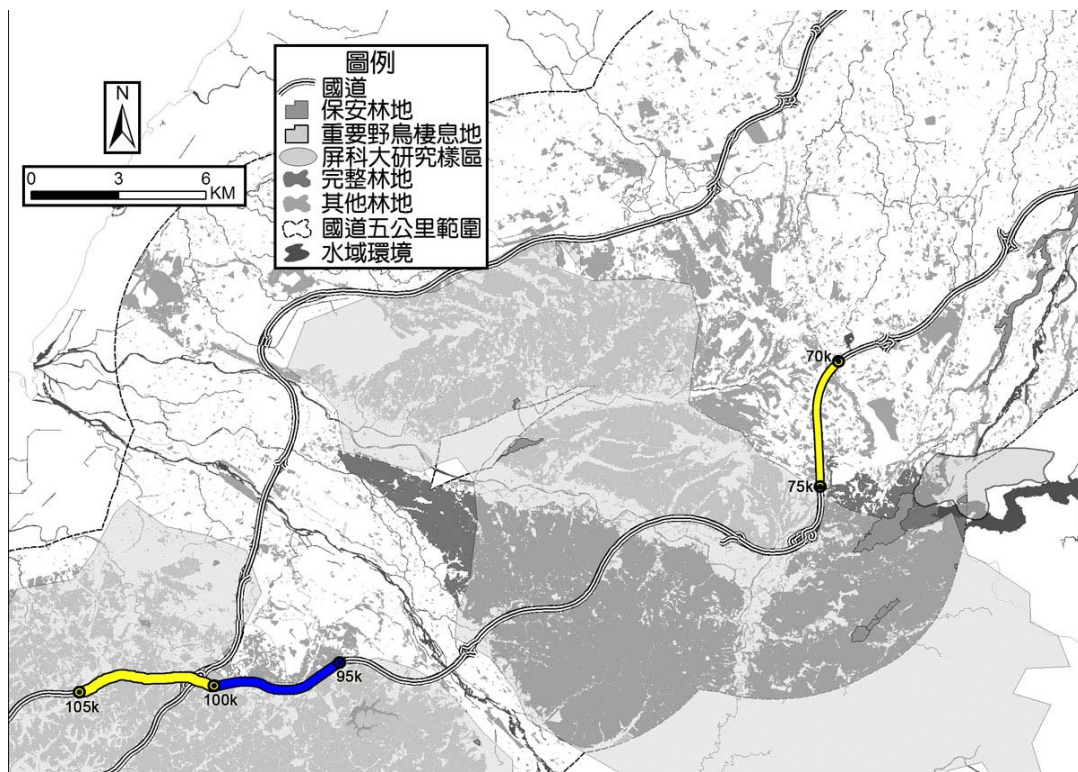 圖例
國道
保安林地
重要野鳥棲息地
屏科大研究樣區
完整林地
其他林地
國道五公里範圍
水域環境
N
0 3 6
KM
70k
75k
95k
100k
105k